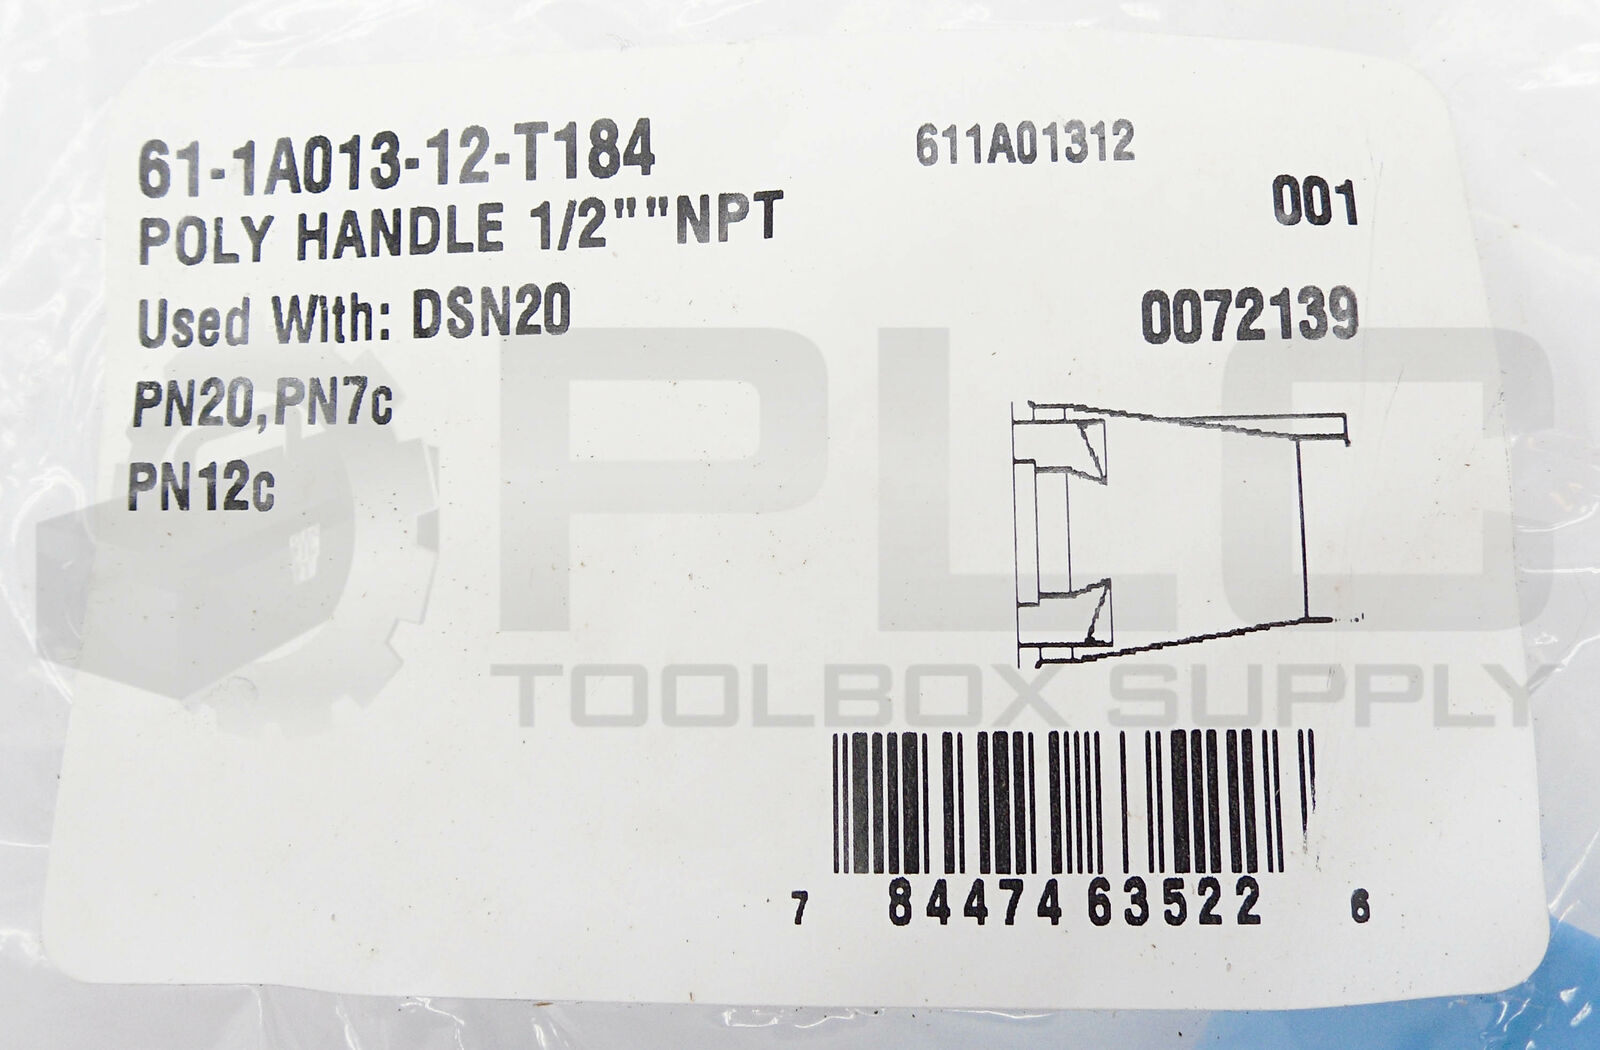 61-1A013-12-T184
611A01312
POLY HANDLE 1/2""NPT
001
Used With: DSN20
0072139
PN20,PN7c
PN12c
PLC
TOOLBOX SUPPLY
7 84474 63522 6